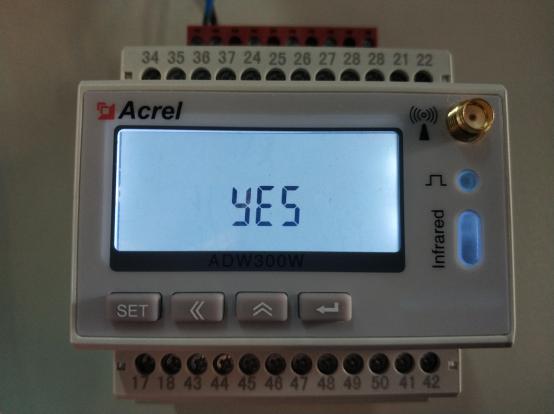 34 35 36 37 24 25 26 27 28 28 21 22
Acrel
YES
ADW300W
Infrared
SET
17 18 43 44 45 46 47 48 49 50 41 42